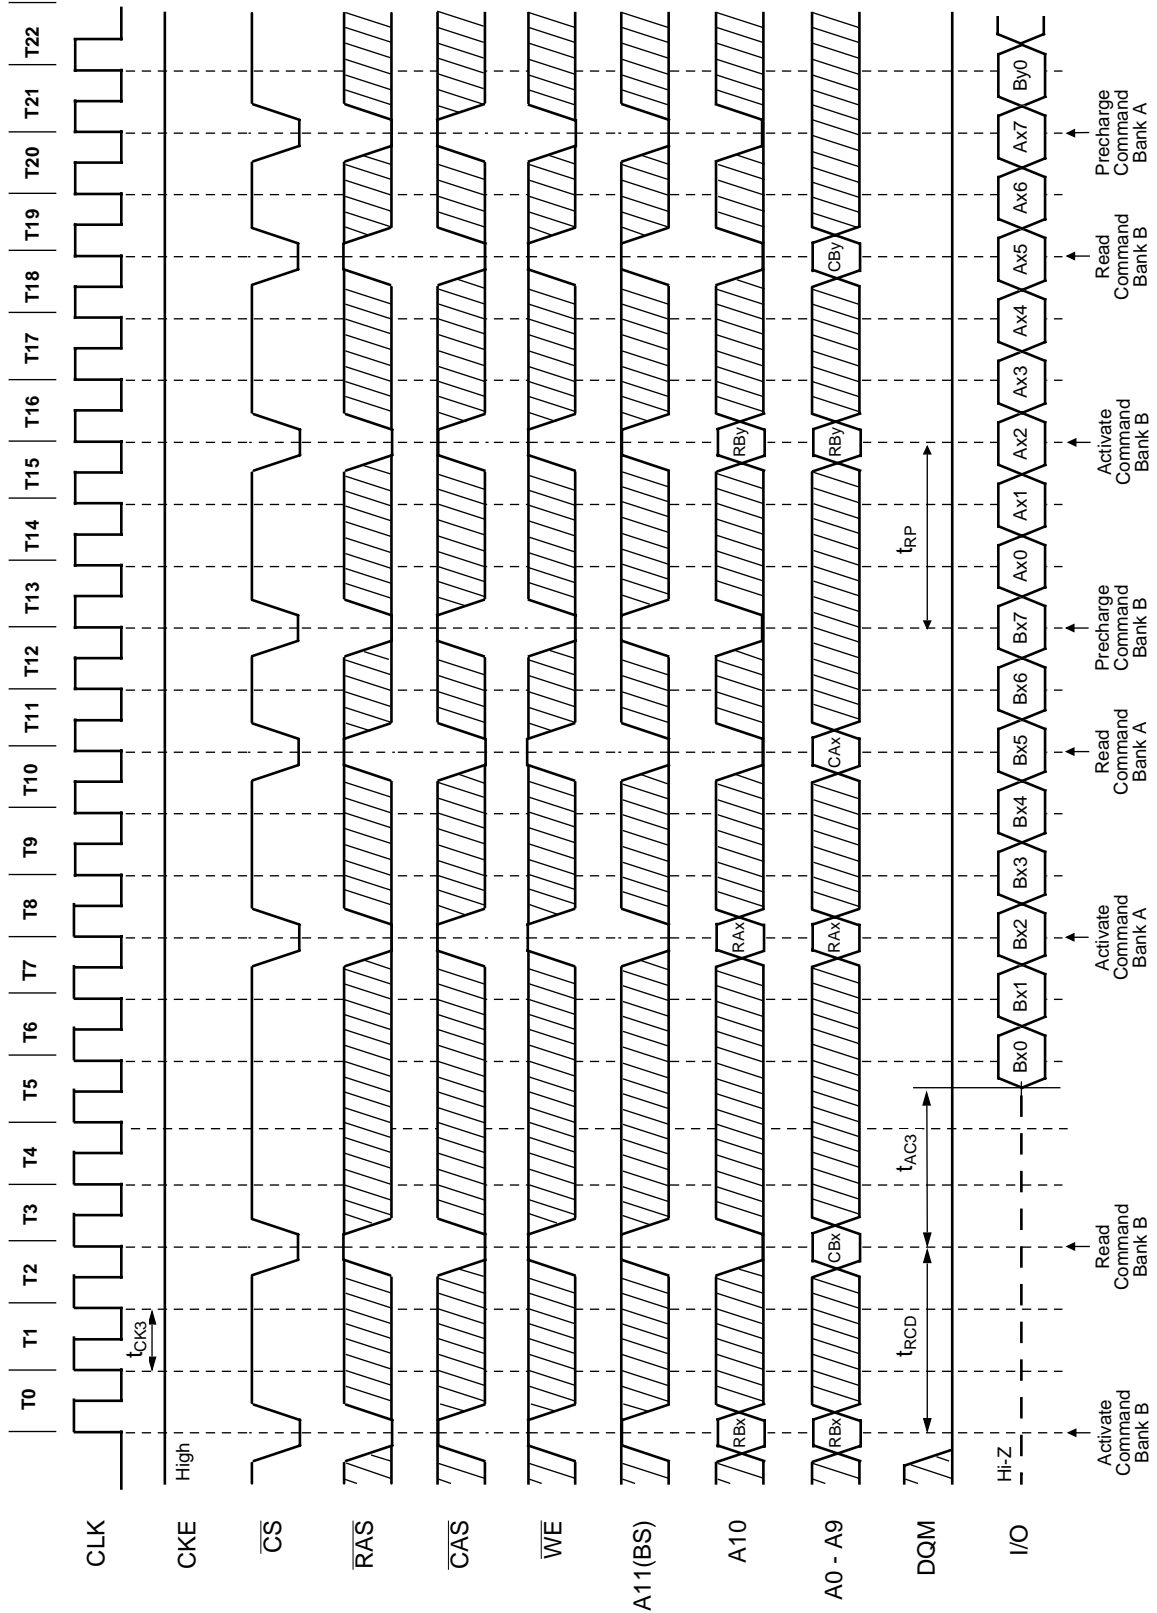 T0 T1 T2 T3 T4 T5 T6 T7 T8 T9 T10 T11 T12 T13 T14 T15 T16 T17 T18 T19 T20 T21 T22
CLK
tCK3
CKE
High
CS
RAS
CAS
WE
A11(BS)
A10
RBx RAx RBy
A0 - A9
RBx CBx RAx CAx RBy CBy
DQM
tRCD tAC3 tRP
I/O
Hi-Z
Bx0 Bx1 Bx2 Bx3 Bx4 Bx5 Bx6 Bx7 Ax0 Ax1 Ax2 Ax3 Ax4 Ax5 Ax6 Ax7 By0
Activate
Command
Bank B
Read
Command
Bank B
Activate
Command
Bank A
Read
Command
Bank A
Precharge
Command
Bank B
Activate
Command
Bank B
Read
Command
Bank B
Precharge
Command
Bank A